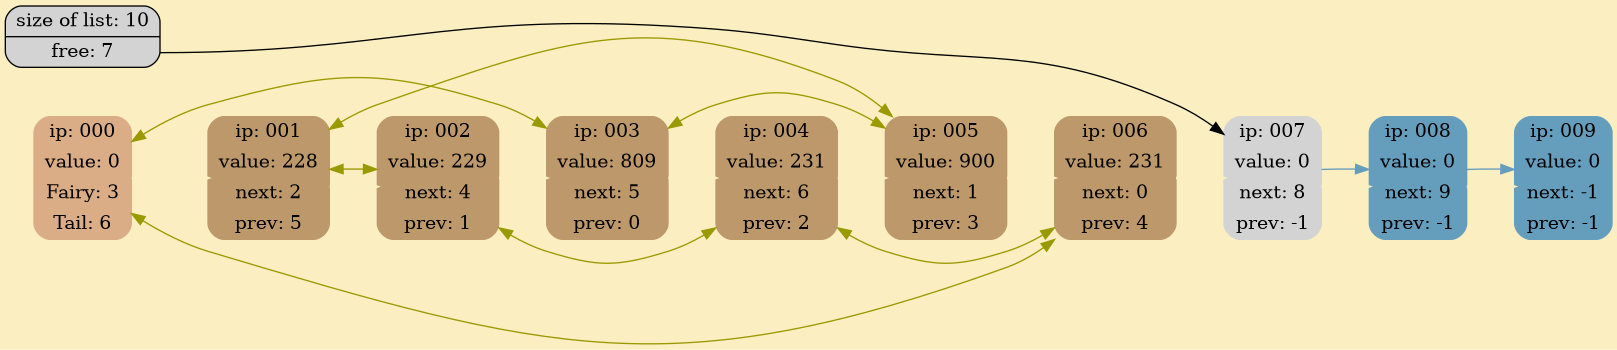 size of list: 10
free: 7
ip: 000
value: 0
Fairy: 3
Tail: 6
ip: 001
value: 228
next: 2
prev: 5
ip: 002
value: 229
next: 4
prev: 1
ip: 003
value: 809
next: 5
prev: 0
ip: 004
value: 231
next: 6
prev: 2
ip: 005
value: 900
next: 1
prev: 3
ip: 006
value: 231
next: 0
prev: 4
ip: 007
value: 0
next: 8
prev: -1
ip: 008
value: 0
next: 9
prev: -1
ip: 009
value: 0
next: -1
prev: -1